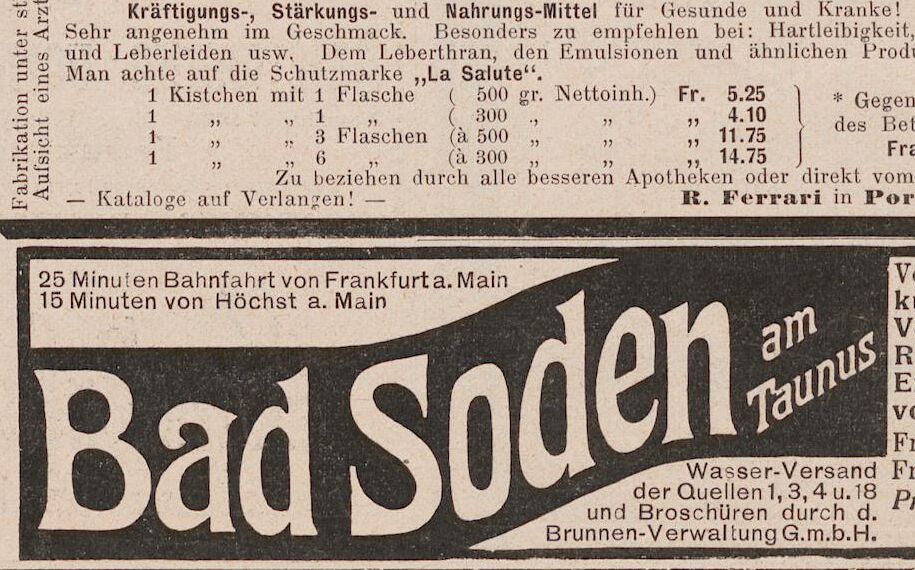 Fabrikation unter
Aufsicht eines
Kräftigungs-, Stärkungs- und Nahrungs-Mittel für Gesunde und Kranke!
Sehr angenehm im Geschmack. Besonders zu empfehlen bei: Hartleibigkeit,
und Leberleiden usw. Dem Leberthran, den Emulsionen und ähnlichen
Man achte auf die Schutzmarke „La Salute“.
1 Kistchen mit 1 Flasche ( 500 gr. Nettoinh.) Fr. 5.25
1 „ „ 1 „ ( 300 „ „ „ 4.10
1 „ „ 3 Flaschen (à 500 „ „ „ 11.75
1 „ „ 6 „ (à 300 „ „ „ 14.75
* Gegen
des
Zu beziehen durch alle besseren Apotheken oder direkt vom
— Kataloge auf Verlangen! — R. Ferrari in
25 Minuten Bahnfahrt von Frankfurt a. Main
15 Minuten von Höchst a. Main
Bad Soden
am
Taunus
Wasser-Versand
der Quellen 1, 3, 4 u. 18
und Broschüren durch d.
Brunnen-Verwaltung G.m.b.H.